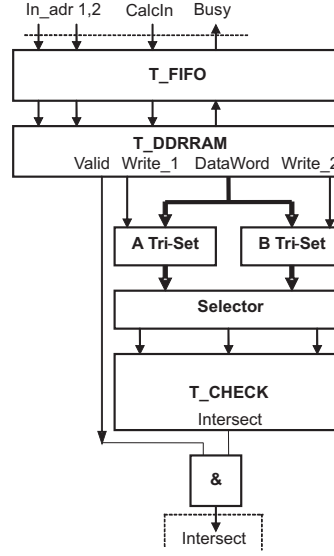 In_adr 1,2 CalcIn Busy
T_FIFO
T_DDRRAM
Valid Write_1 DataWord Write_2
A Tri-Set B Tri-Set
Selector
T_CHECK
Intersect
&
Intersect